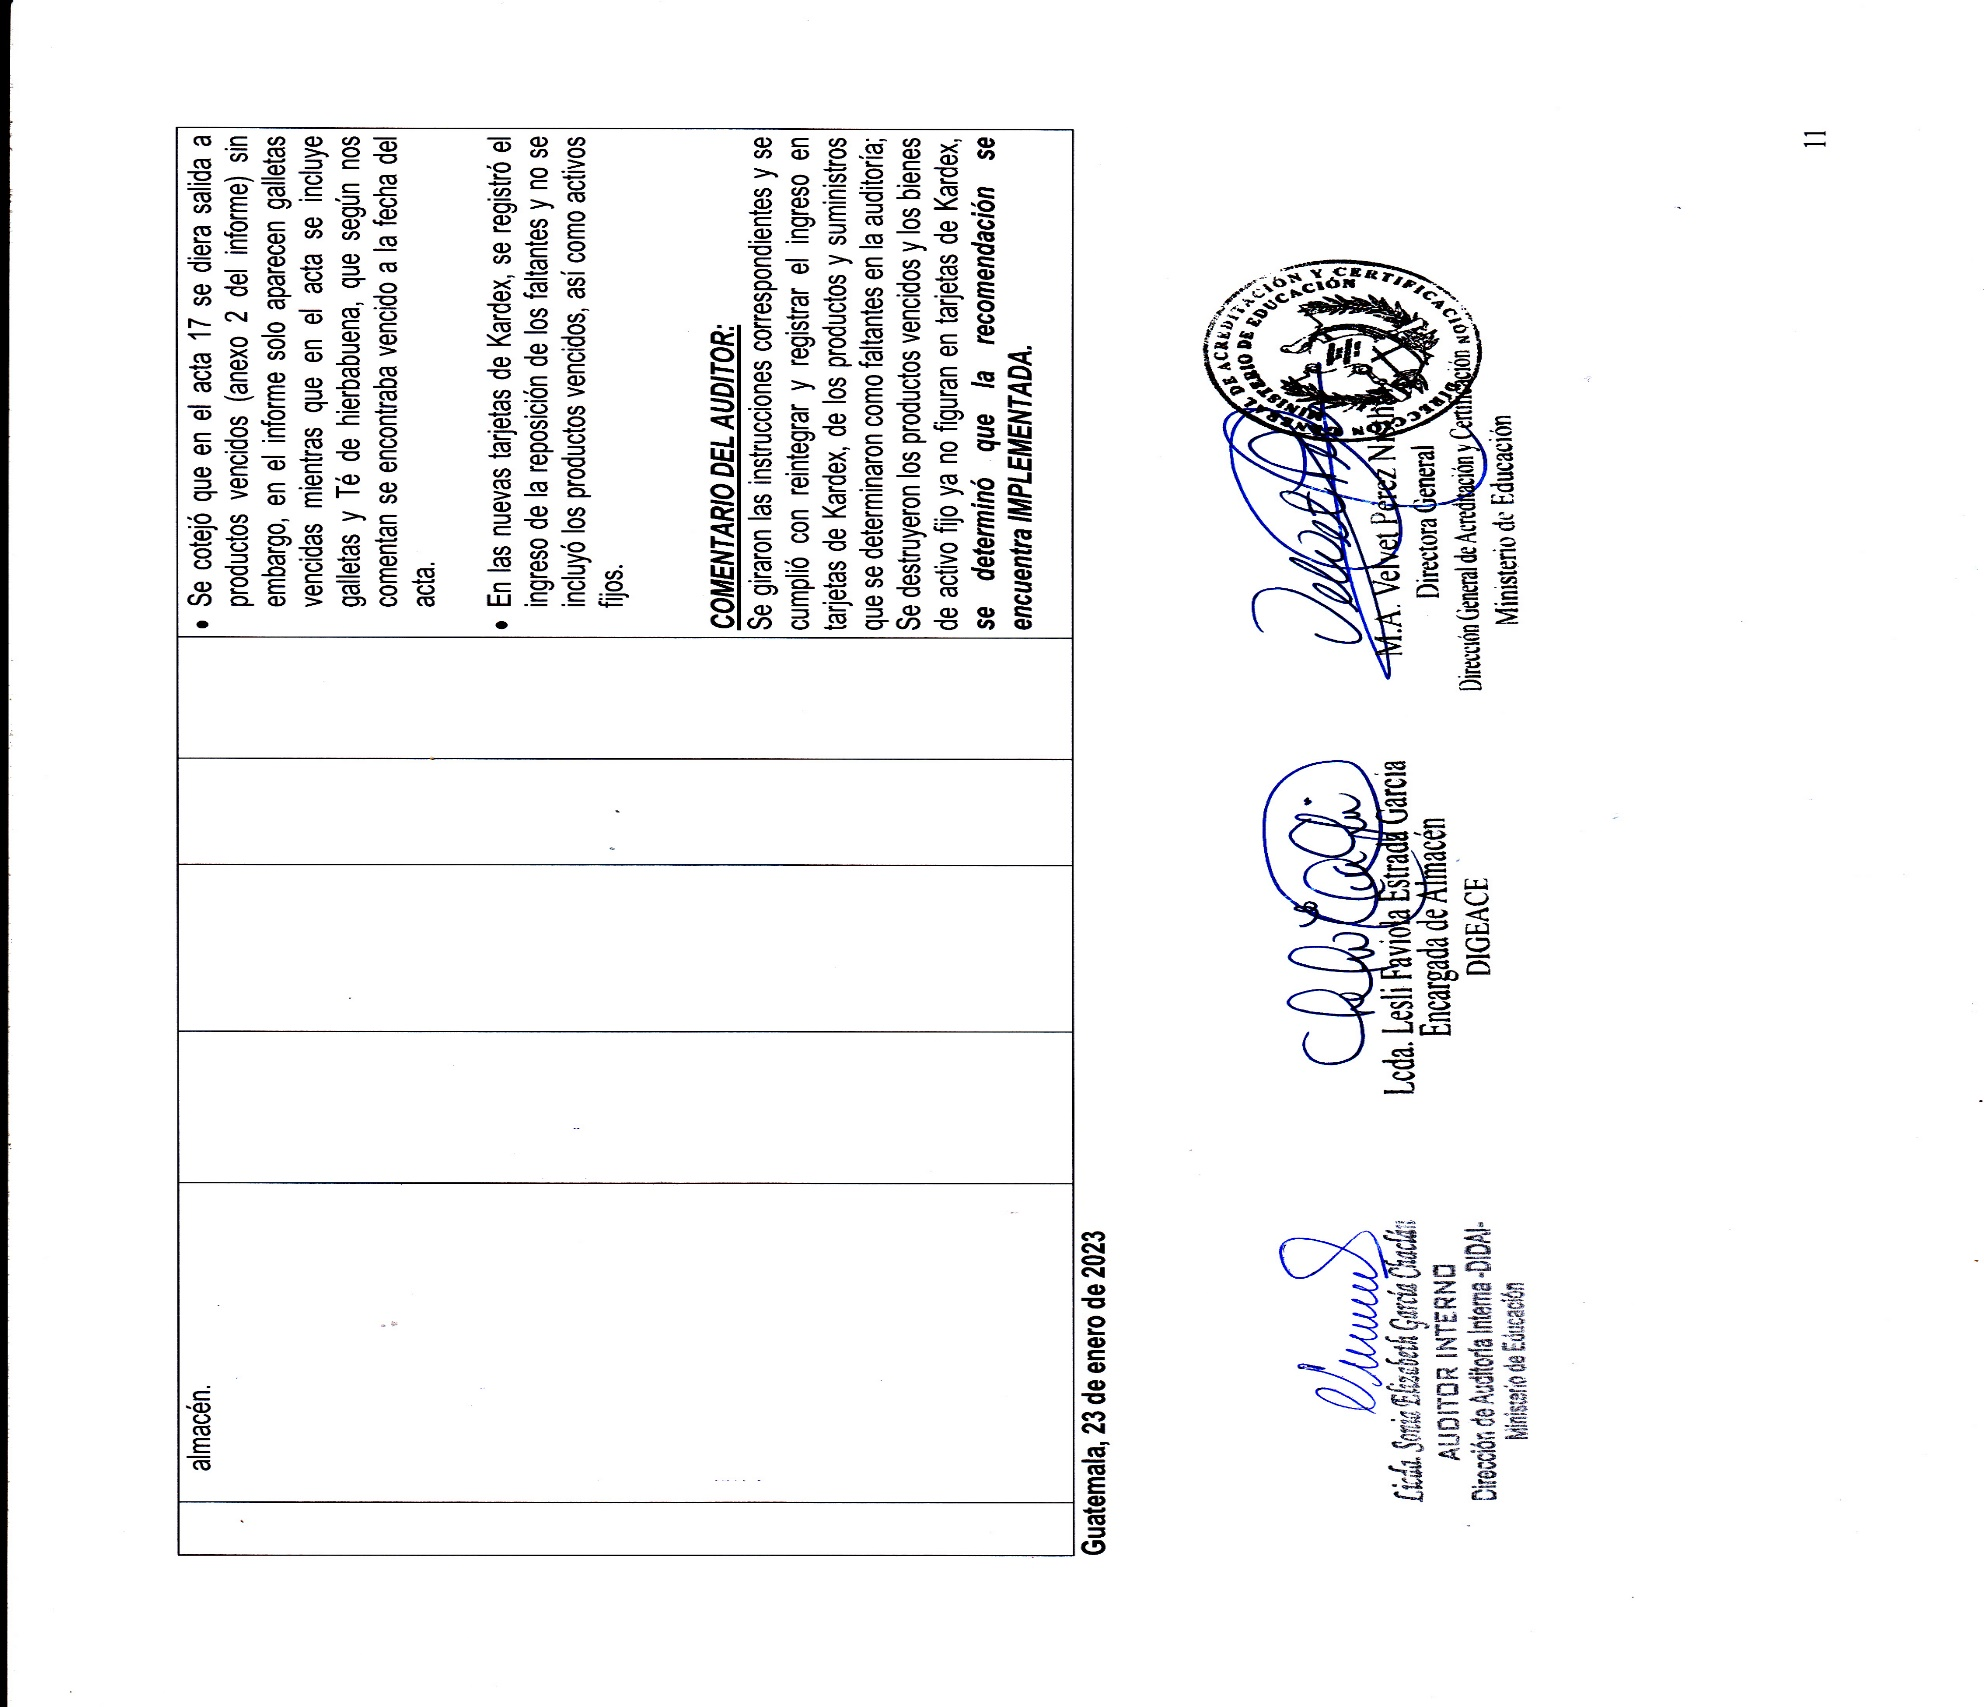 almacén.
• Se cotejó que en el acta 17 se diera salida a
productos vencidos (anexo 2 del informe) sin
embargo, en el informe solo aparecen galletas
vencidas mientras que en el acta se incluye
galletas y Té de hierbabuena, que según nos
comentan se encontraba vencido a la fecha del
acta.
• En las nuevas tarjetas de Kardex, se registró el
ingreso de la reposición de los faltantes y no se
incluyó los productos vencidos, así como activos
fijos.
COMENTARIO DEL AUDITOR:
Se giraron las instrucciones correspondientes y se
cumplió con reintegrar y registrar el ingreso en
tarjetas de Kardex, de los productos y suministros
que se determinaron como faltantes en la auditoría;
Se destruyeron los productos vencidos y los bienes
de activo fijo ya no figuran en tarjetas de Kardex,
se determinó que la recomendación se
encuentra IMPLEMENTADA.
Guatemala, 23 de enero de 2023
Licda. Sonia Elizabeth García Chaclán
AUDITOR INTERNO
Dirección de Auditoría Interna -DIDAI-
Ministerio de Educación
Lcda. Lesli Faviola Estrada García
Encargada de Almacén
DIGEACE
M.A. Velvet Pérez
Directora General
Dirección General de Acreditación y Certificación
Ministerio de Educación
DIRECCIÓN GENERAL DE ACREDITACIÓN Y CERTIFICACIÓN
MINISTERIO DE EDUCACIÓN
11